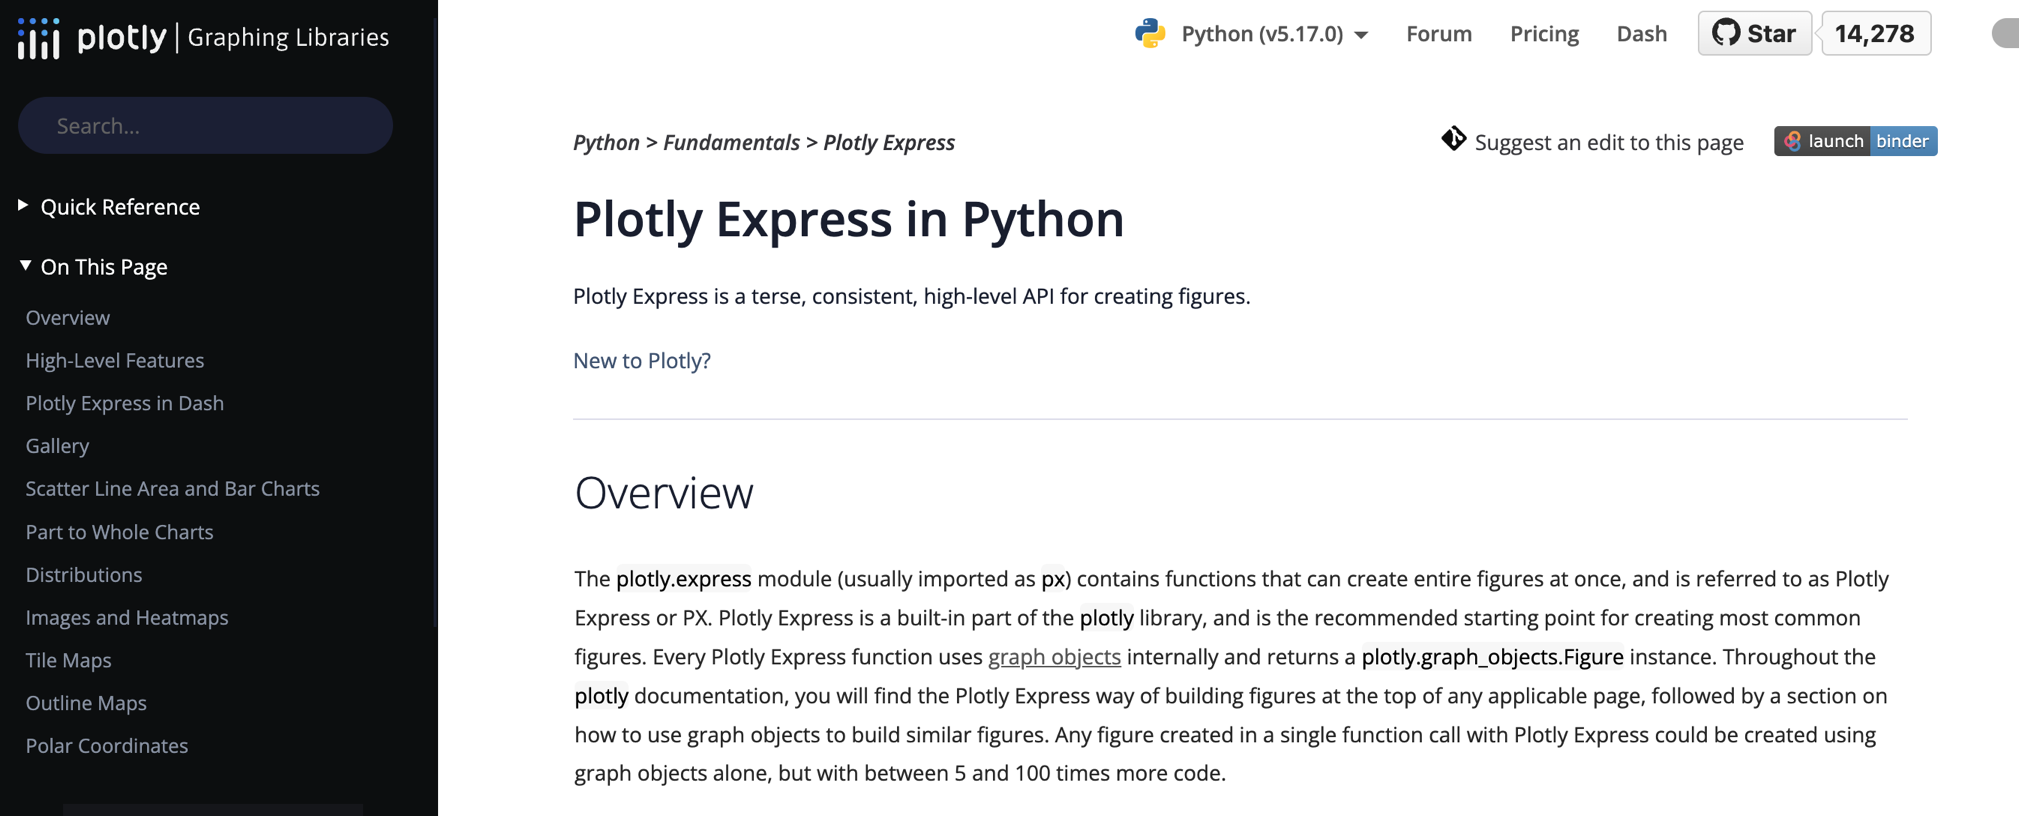 plotly | Graphing Libraries
Search...
Quick Reference
On This Page
Overview
High-Level Features
Plotly Express in Dash
Gallery
Scatter Line Area and Bar Charts
Part to Whole Charts
Distributions
Images and Heatmaps
Tile Maps
Outline Maps
Polar Coordinates
Python (v5.17.0) Forum Pricing Dash Star 14,278
Python > Fundamentals > Plotly Express
Suggest an edit to this page launch binder
Plotly Express in Python
Plotly Express is a terse, consistent, high-level API for creating figures.
New to Plotly?
Overview
The plotly.express module (usually imported as px) contains functions that can create entire figures at once, and is referred to as Plotly
Express or PX. Plotly Express is a built-in part of the plotly library, and is the recommended starting point for creating most common
figures. Every Plotly Express function uses graph objects internally and returns a plotly.graph_objects.Figure instance. Throughout the
plotly documentation, you will find the Plotly Express way of building figures at the top of any applicable page, followed by a section on
how to use graph objects to build similar figures. Any figure created in a single function call with Plotly Express could be created using
graph objects alone, but with between 5 and 100 times more code.